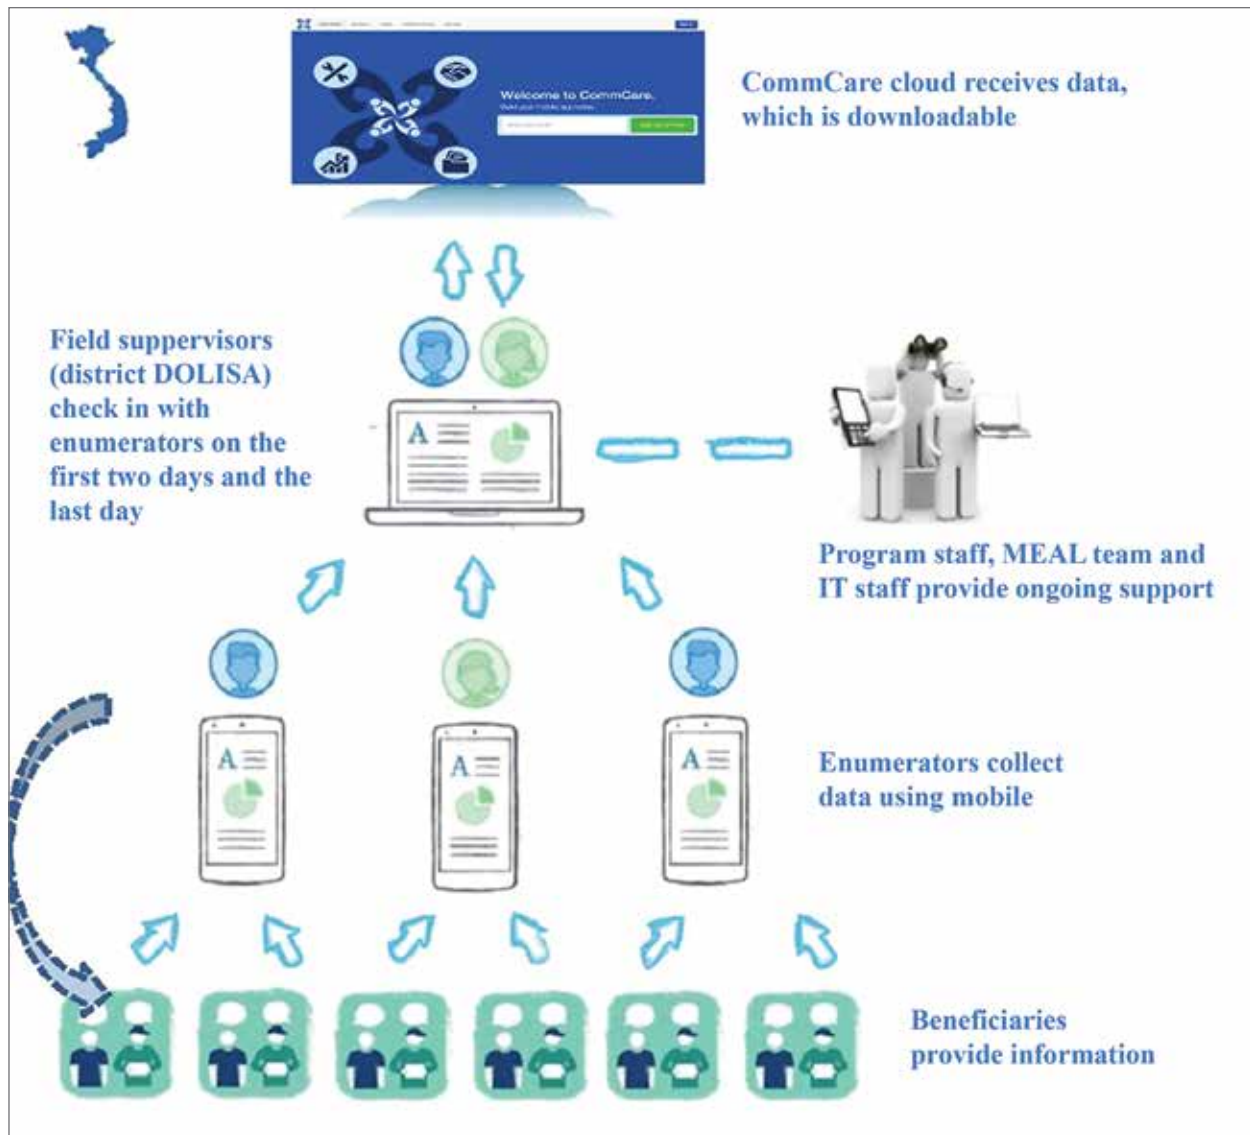 Welcome to CommCare.
CommCare cloud receives data,
which is downloadable
Field suppervisors
(district DOLISA)
check in with
enumerators on the
first two days and the
last day
A
Program staff, MEAL team and
IT staff provide ongoing support
A
A
A
Enumerators collect
data using mobile
Beneficiaries
provide information